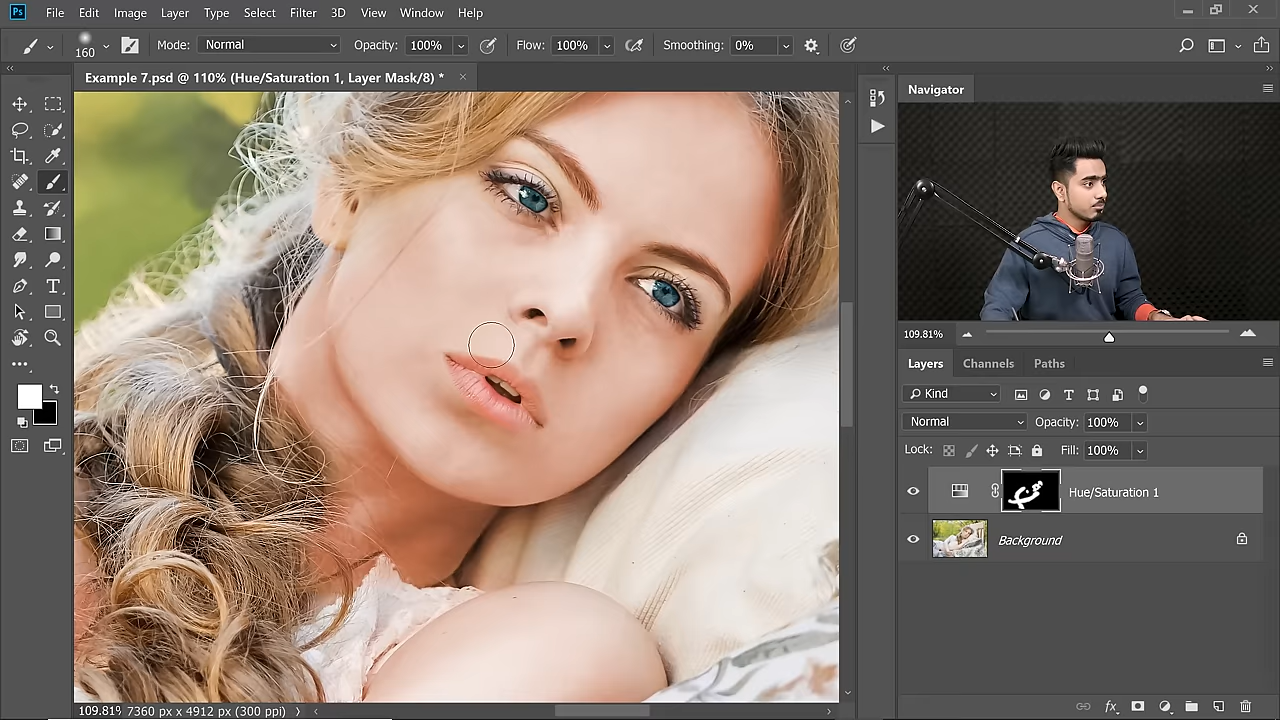 Ps File Edit Image Layer Type Select Filter 3D View Window Help
160 Mode: Normal Opacity: 100% Flow: 100% Smoothing: 0%
Example 7.psd @ 110% (Hue/Saturation 1, Layer Mask/8) *
Navigator
109.81%
Layers Channels Paths
Kind
Normal Opacity: 100%
Lock: Fill: 100%
Hue/Saturation 1
Background
fx
109.81% 7360 px x 4912 px (300 ppi)